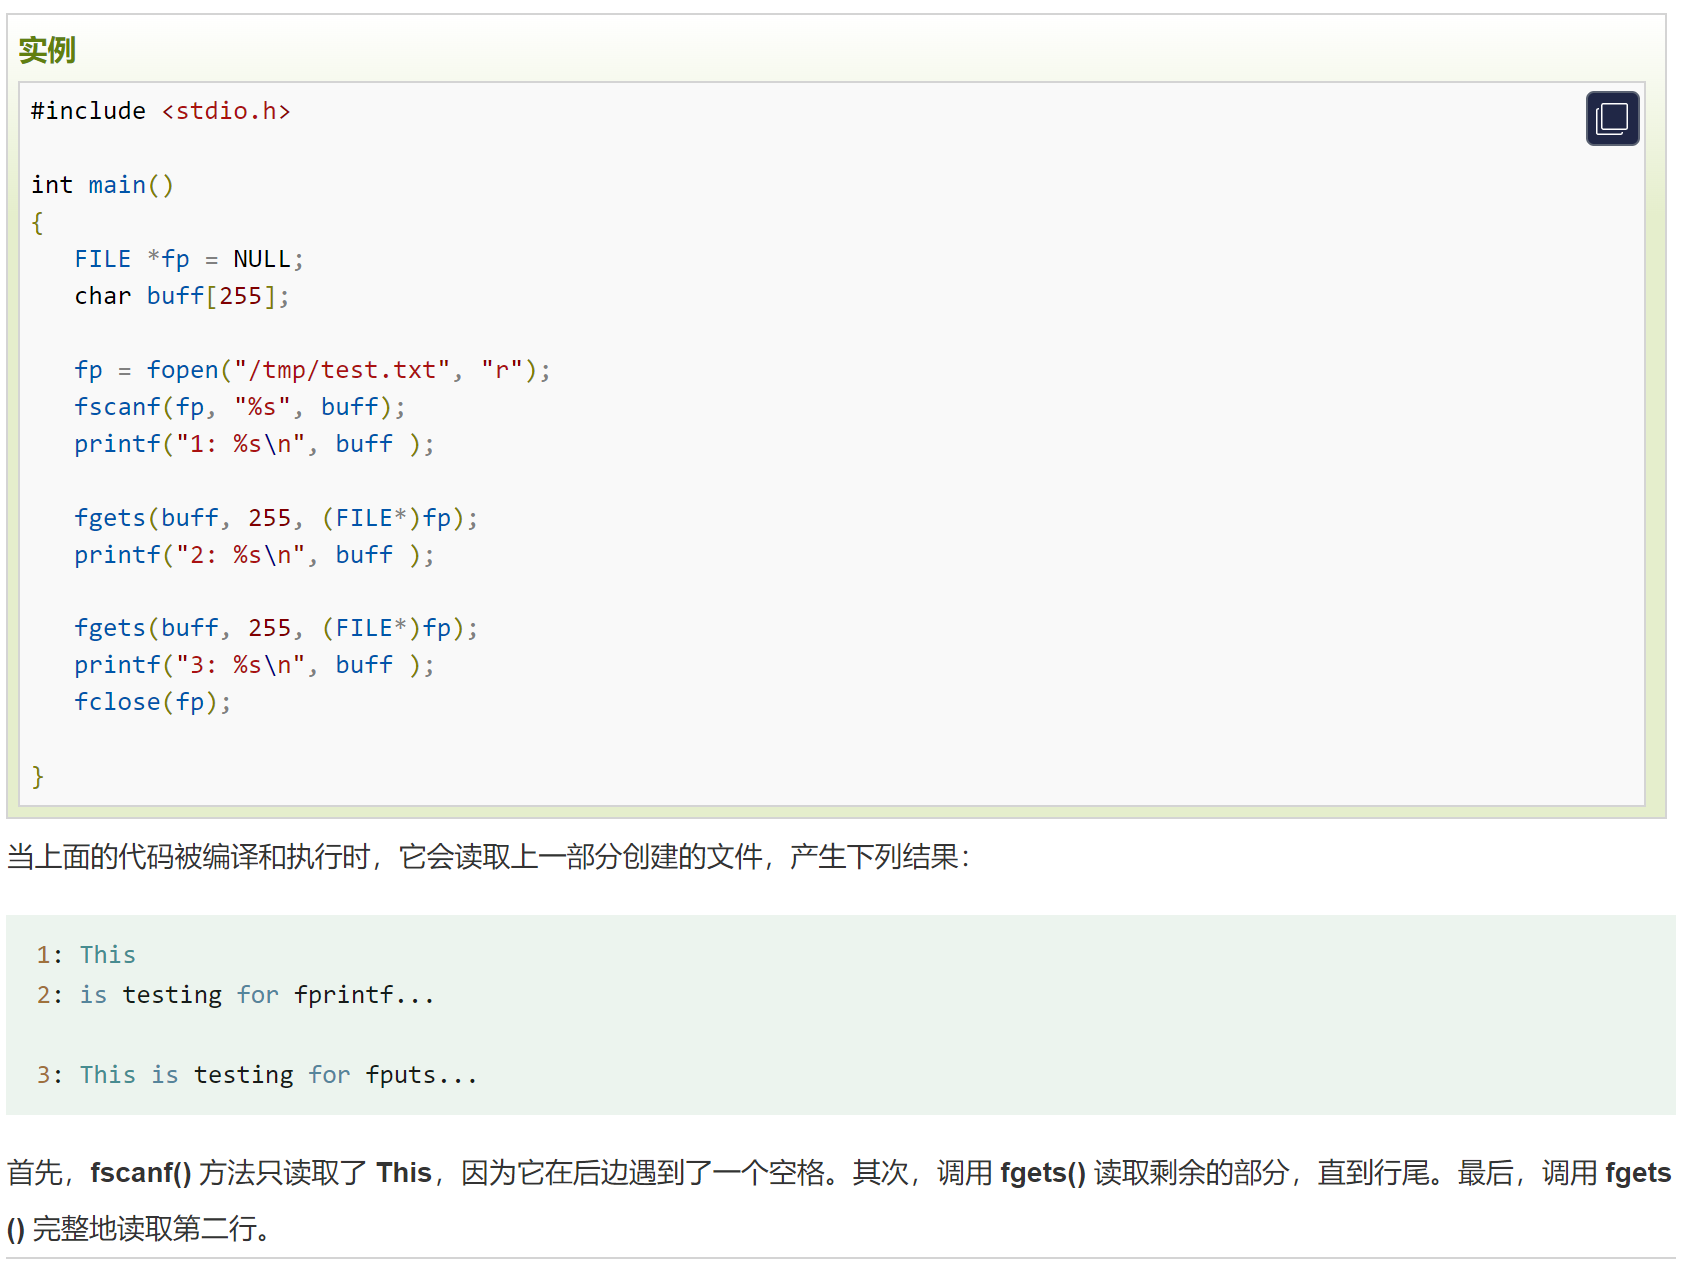 实例
#include <stdio.h>
int main()
{
   FILE *fp = NULL;
   char buff[255];
   fp = fopen("/tmp/test.txt", "r");
   fscanf(fp, "%s", buff);
   printf("1: %s\n", buff );
   fgets(buff, 255, (FILE*)fp);
   printf("2: %s\n", buff );
   fgets(buff, 255, (FILE*)fp);
   printf("3: %s\n", buff );
   fclose(fp);
}
当上面的代码被编译和执行时，它会读取上一部分创建的文件，产生下列结果：
1: This
2: is testing for fprintf...
3: This is testing for fputs...
首先，fscanf() 方法只读取了 This，因为它在后边遇到了一个空格。其次，调用 fgets() 读取剩余的部分，直到行尾。最后，调用 fgets
() 完整地读取第二行。